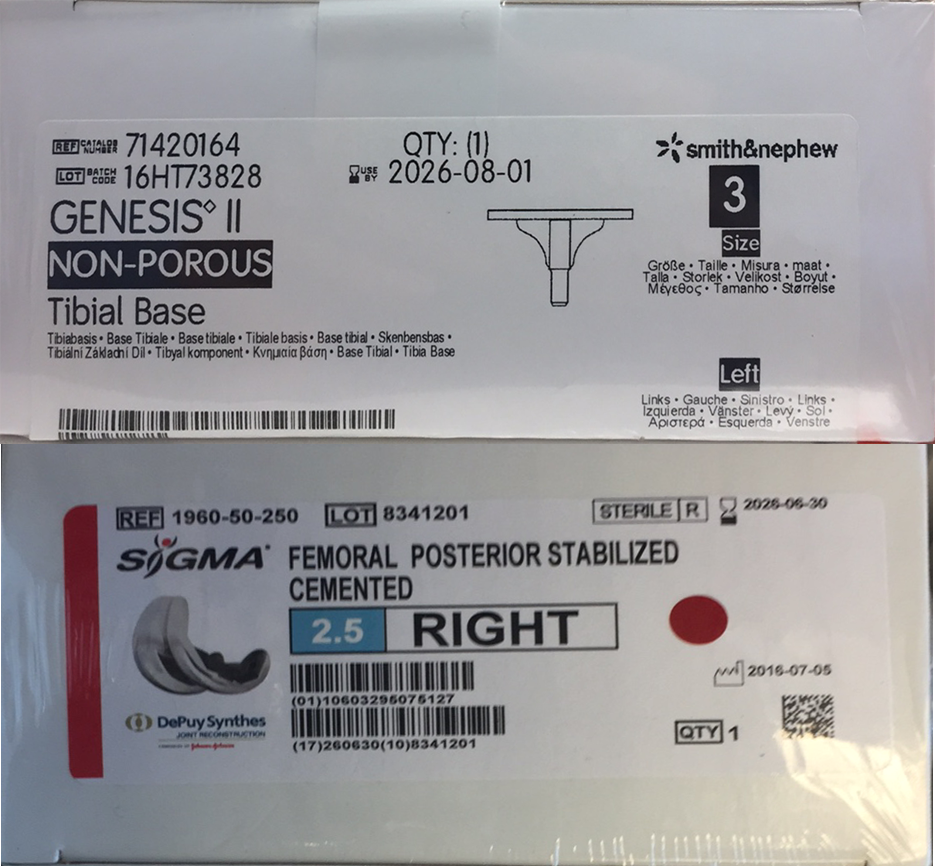 REF CATALOG NUMBER 71420164
LOT BATCH CODE 16HT73828
GENESIS◊ II
NON-POROUS
Tibial Base
Tibiabasis • Base Tibiale • Base tibiale • Tibiale basis • Base tibial • Skenbensbas •
Tibiální Základní Díl • Tibyal komponent • Κνημιαία βάση • Base Tibial • Tibia Base
QTY: (1)
USE BY 2026-08-01
smith&nephew
3
Size
Größe • Taille • Misura • maat •
Talla • Storlek • Velikost • Boyut •
Μέγεθος • Tamanho • Størrelse
Left
Links • Gauche • Sinistro • Links •
Izquierda • Vänster • Levý • Sol •
Αριστερά • Esquerda • Venstre
REF 1960-50-250 LOT 8341201 STERILE R 2026-06-30
SIGMA® FEMORAL POSTERIOR STABILIZED
CEMENTED
2.5 RIGHT
2016-07-05
(01)10603295075127
DePuy Synthes
JOINT RECONSTRUCTION
QTY 1
(17)260630(10)8341201